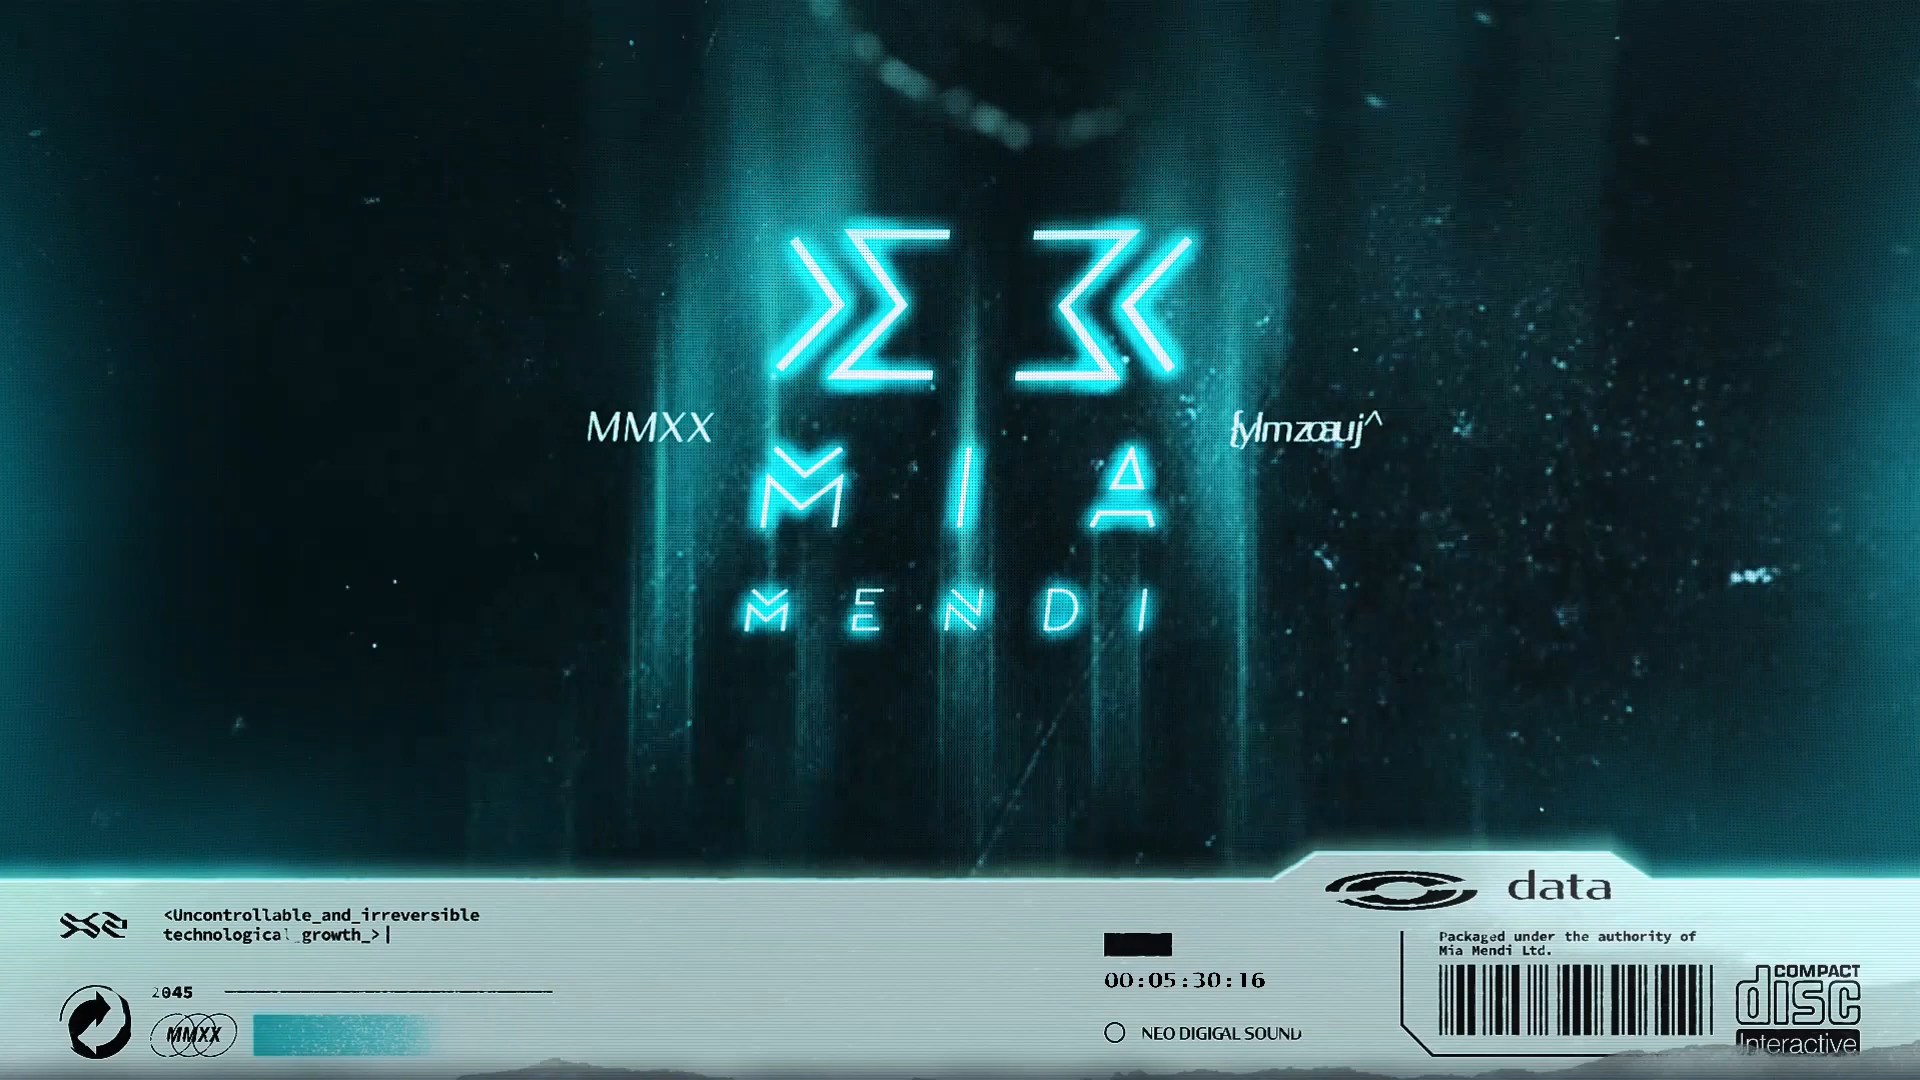 MMXX
{ylmzoauj^
MIA
MENDI
data
<Uncontrollable_and_irreversible
technological_growth_>|
Packaged under the authority of
Mia Mendi Ltd.
2045
MMXX
00:05:30:16
NEO DIGIGAL SOUND
COMPACT
disc
Interactive